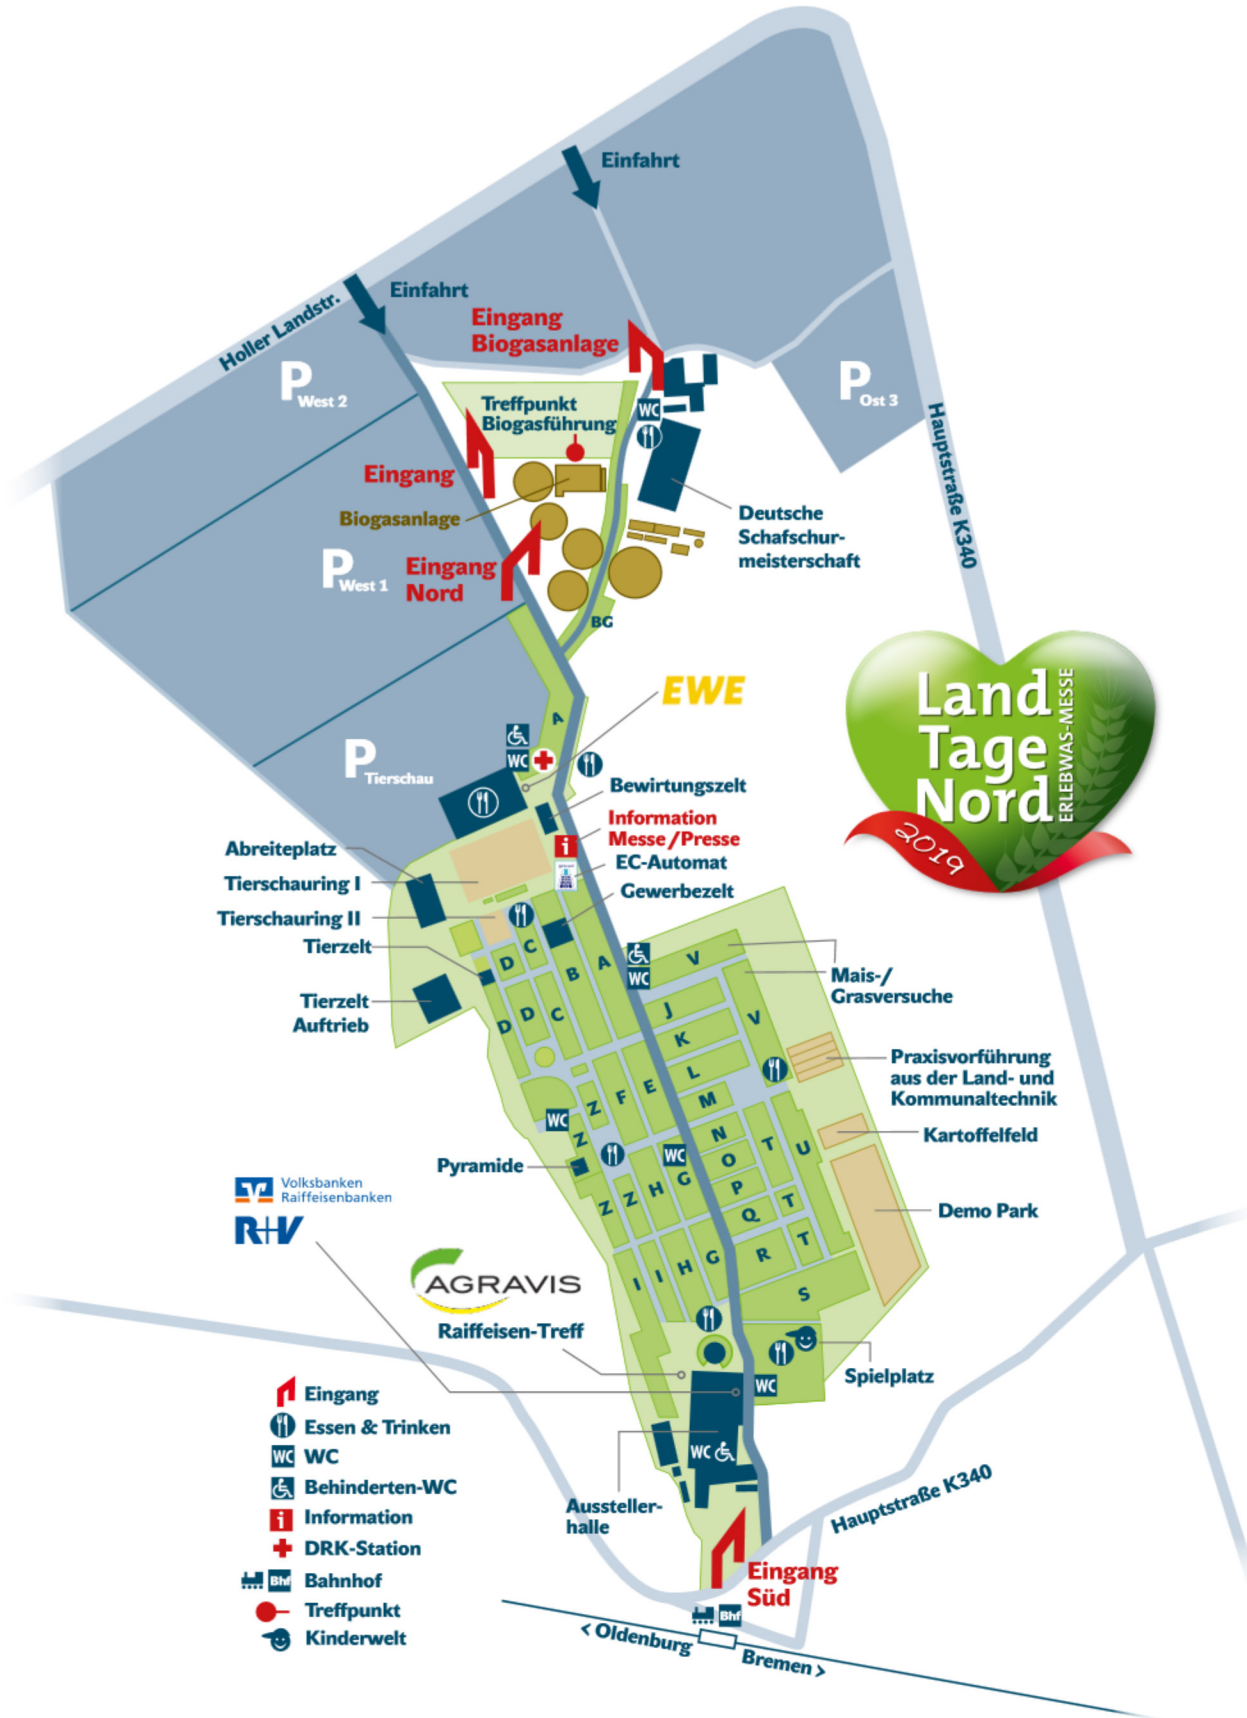 Einfahrt
Einfahrt
Holler Landstr.
Eingang
Biogasanlage
P
West 2
P
Ost 3
Hauptstraße K340
Treffpunkt
Biogasführung
WC
Eingang
Biogasanlage
Deutsche
Schafschur-
meisterschaft
P
West 1
Eingang
Nord
BG
Land
Tage
Nord
ERLEBWAS-MESSE
2019
EWE
A
WC
P
Tierschau
Bewirtungszelt
Information
Messe/Presse
i
EC-Automat
Gewerbezelt
Abreiteplatz
Tierschauring I
Tierschauring II
Tierzelt
Tierzelt
Auftrieb
D
C
B
A
D
D
C
WC
V
V
J
K
L
M
Mais-/
Grasversuche
Praxisvorführung
aus der Land- und
Kommunaltechnik
Kartoffelfeld
Demo Park
Z
F
E
WC
Z
WC
N
O
P
Q
R
T
U
T
T
S
Pyramide
Z
Z
H
G
I
I
H
G
Volksbanken
Raiffeisenbanken
R+V
AGRAVIS
Raiffeisen-Treff
Spielplatz
WC
WC
Aussteller-
halle
Eingang
Essen & Trinken
WC WC
Behinderten-WC
i Information
DRK-Station
Bhf Bahnhof
Treffpunkt
Kinderwelt
Hauptstraße K340
Eingang
Süd
Bhf
< Oldenburg
Bremen >